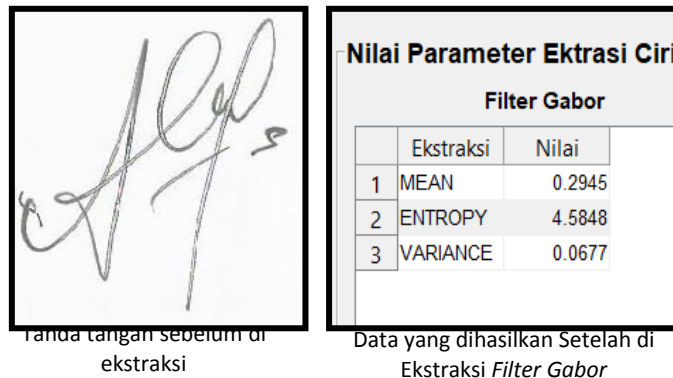 Nilai Parameter Ektrasi Ciri
Filter Gabor
Ekstraksi Nilai
1 MEAN 0.2945
2 ENTROPY 4.5848
3 VARIANCE 0.0677
Tanda tangan sebelum di
ekstraksi
Data yang dihasilkan Setelah di
Ekstraksi Filter Gabor